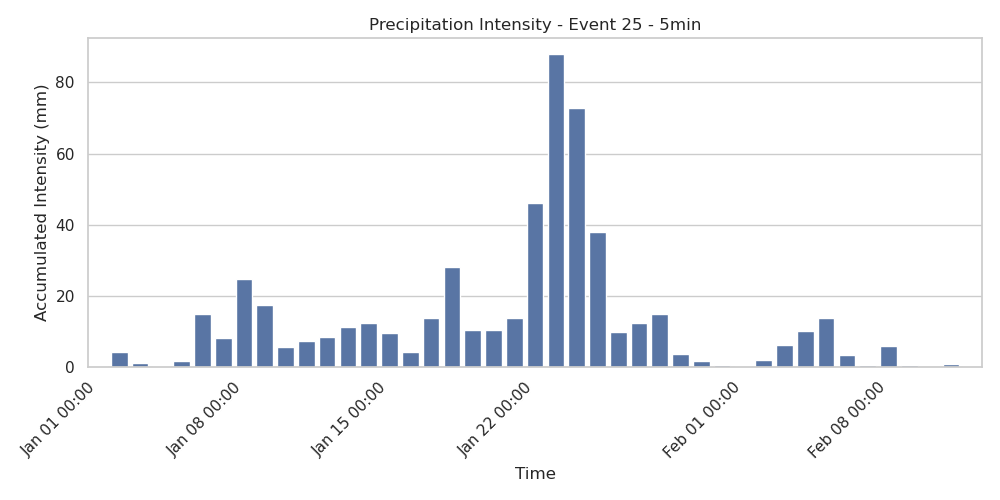 Precipitation Intensity - Event 25 - 5min
Accumulated Intensity (mm)
80
60
40
20
0
Jan 01 00:00
Jan 08 00:00
Jan 15 00:00
Jan 22 00:00
Feb 01 00:00
Feb 08 00:00
Time